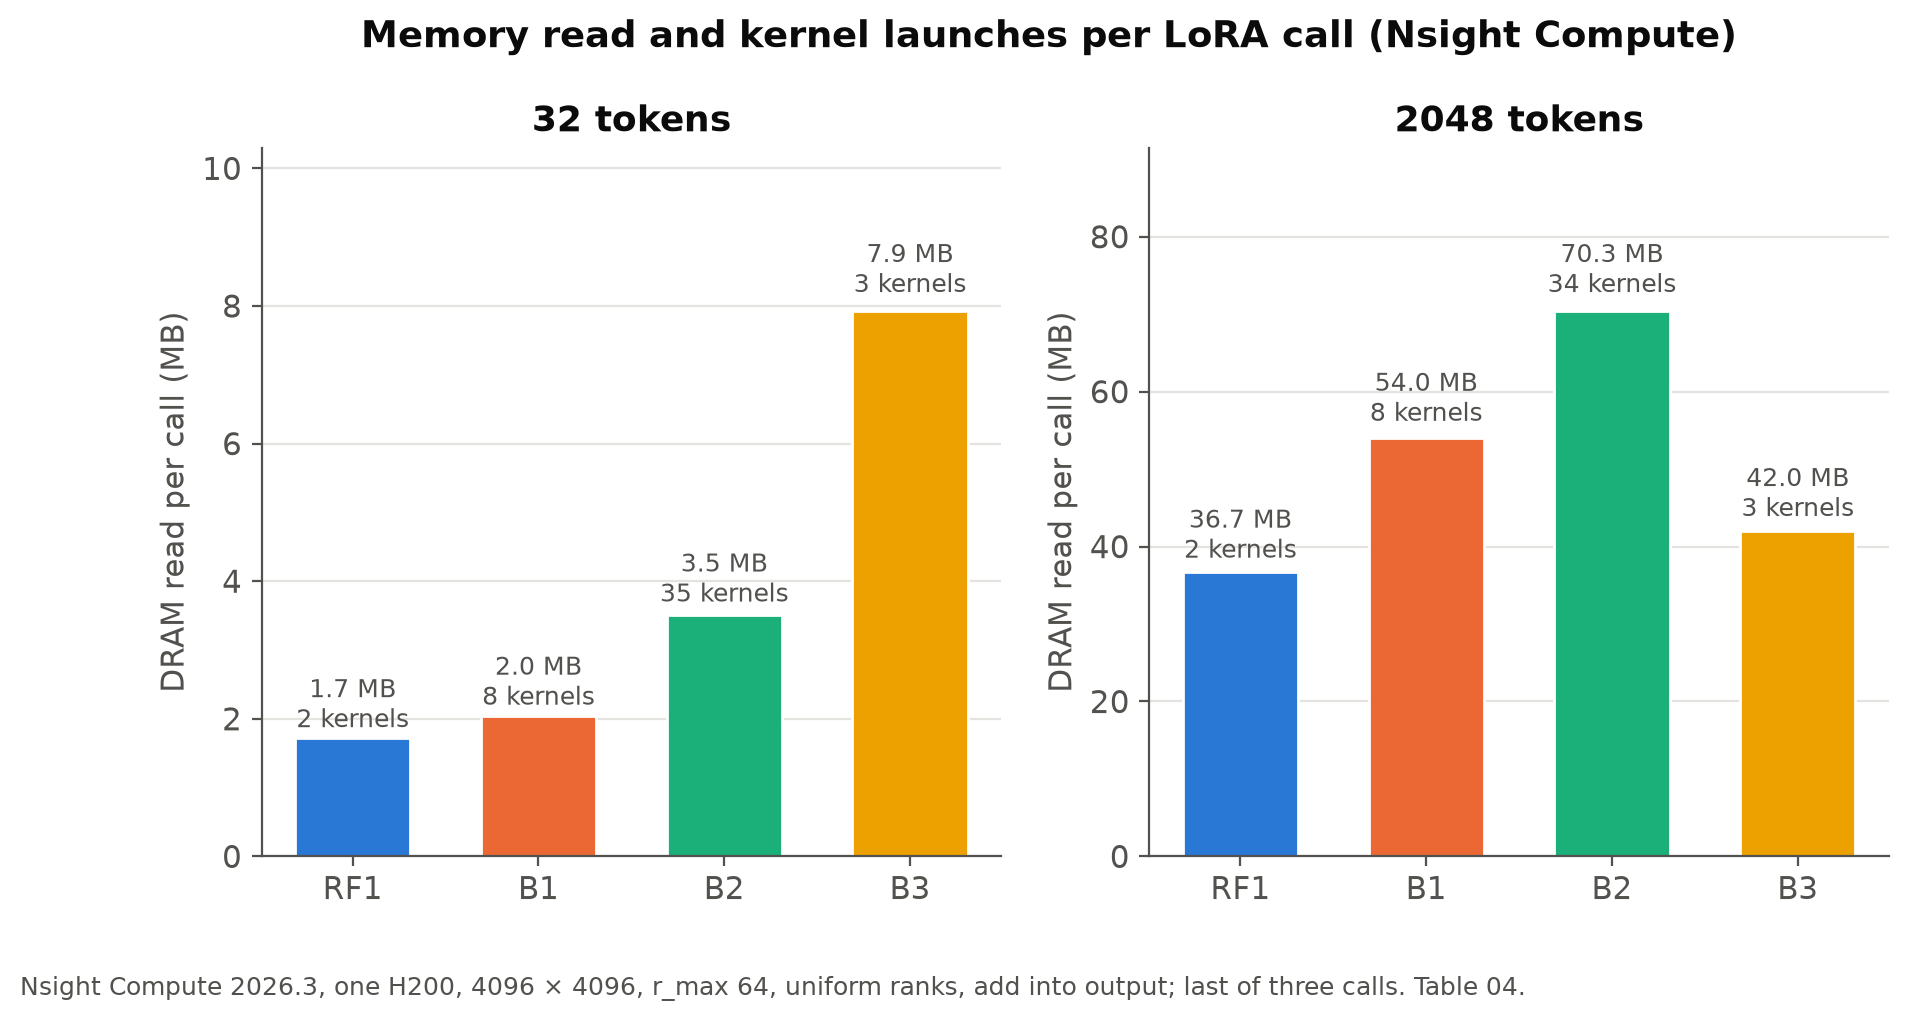 Memory read and kernel launches per LoRA call (Nsight Compute)
32 tokens
DRAM read per call (MB)
10
8
6
4
2
0
1.7 MB
2 kernels
2.0 MB
8 kernels
3.5 MB
35 kernels
7.9 MB
3 kernels
RF1 B1 B2 B3
2048 tokens
DRAM read per call (MB)
80
60
40
20
0
36.7 MB
2 kernels
54.0 MB
8 kernels
70.3 MB
34 kernels
42.0 MB
3 kernels
RF1 B1 B2 B3
Nsight Compute 2026.3, one H200, 4096 × 4096, r_max 64, uniform ranks, add into output; last of three calls. Table 04.